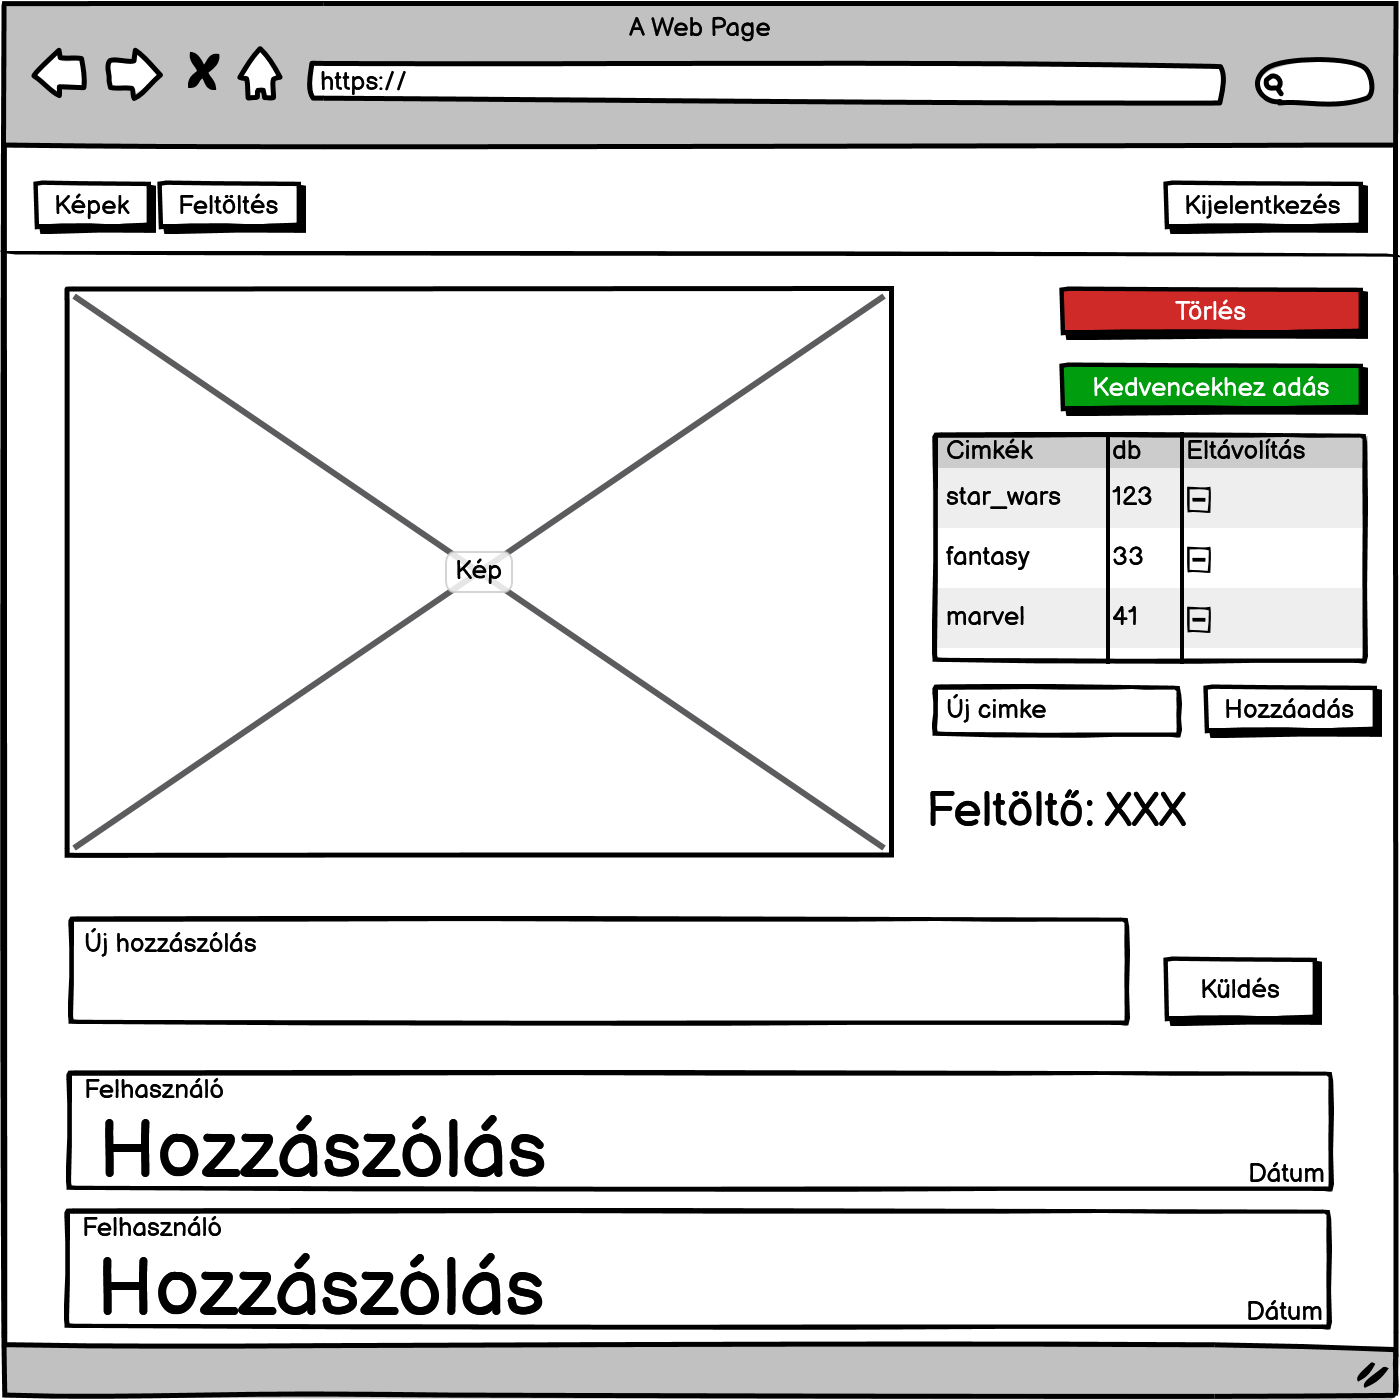 A Web Page
https://
Képek Feltöltés Kijelentkezés
Törlés
Kedvencekhez adás
Cimkék db Eltávolítás
star_wars 123
fantasy 33
marvel 41
Új cimke Hozzáadás
Kép
Feltöltő: XXX
Új hozzászólás
Küldés
Felhasználó
Hozzászólás
Dátum
Felhasználó
Hozzászólás
Dátum